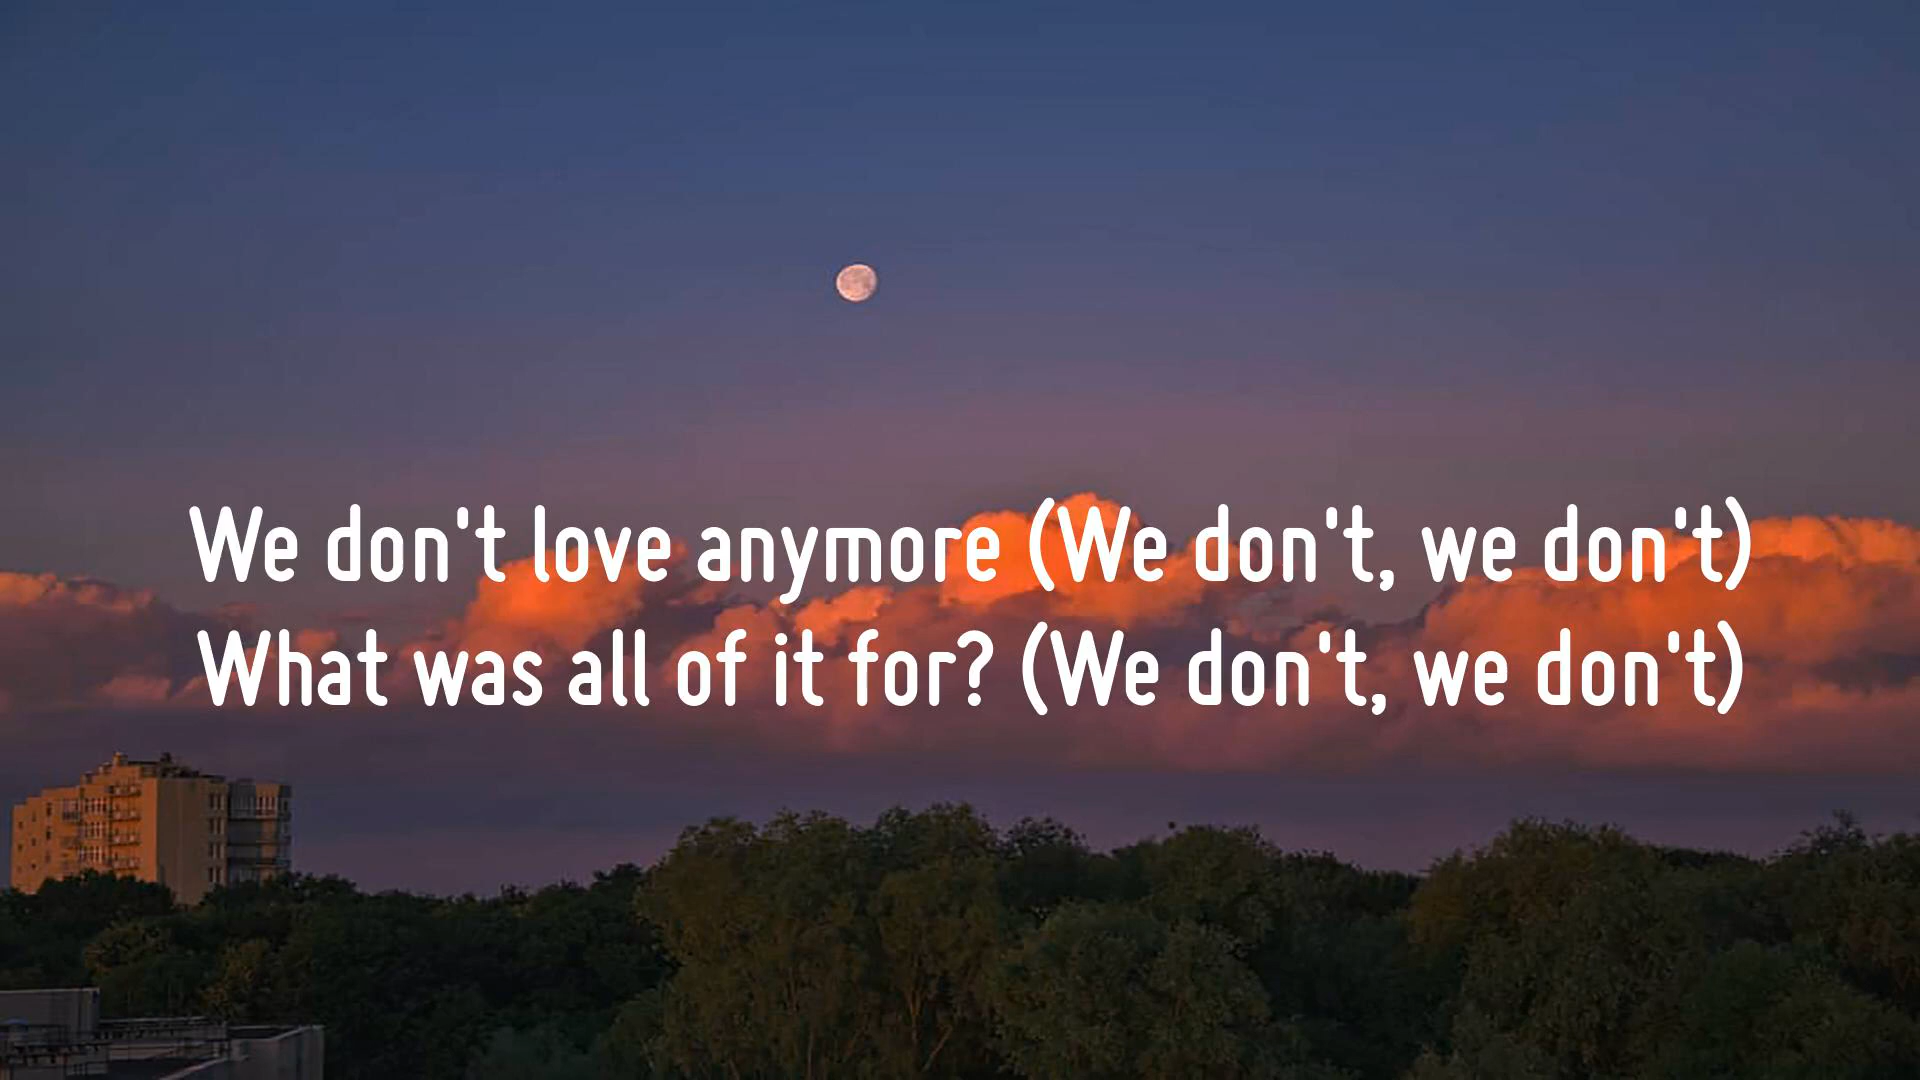 We don't love anymore (We don't, we don't)
What was all of it for? (We don't, we don't)